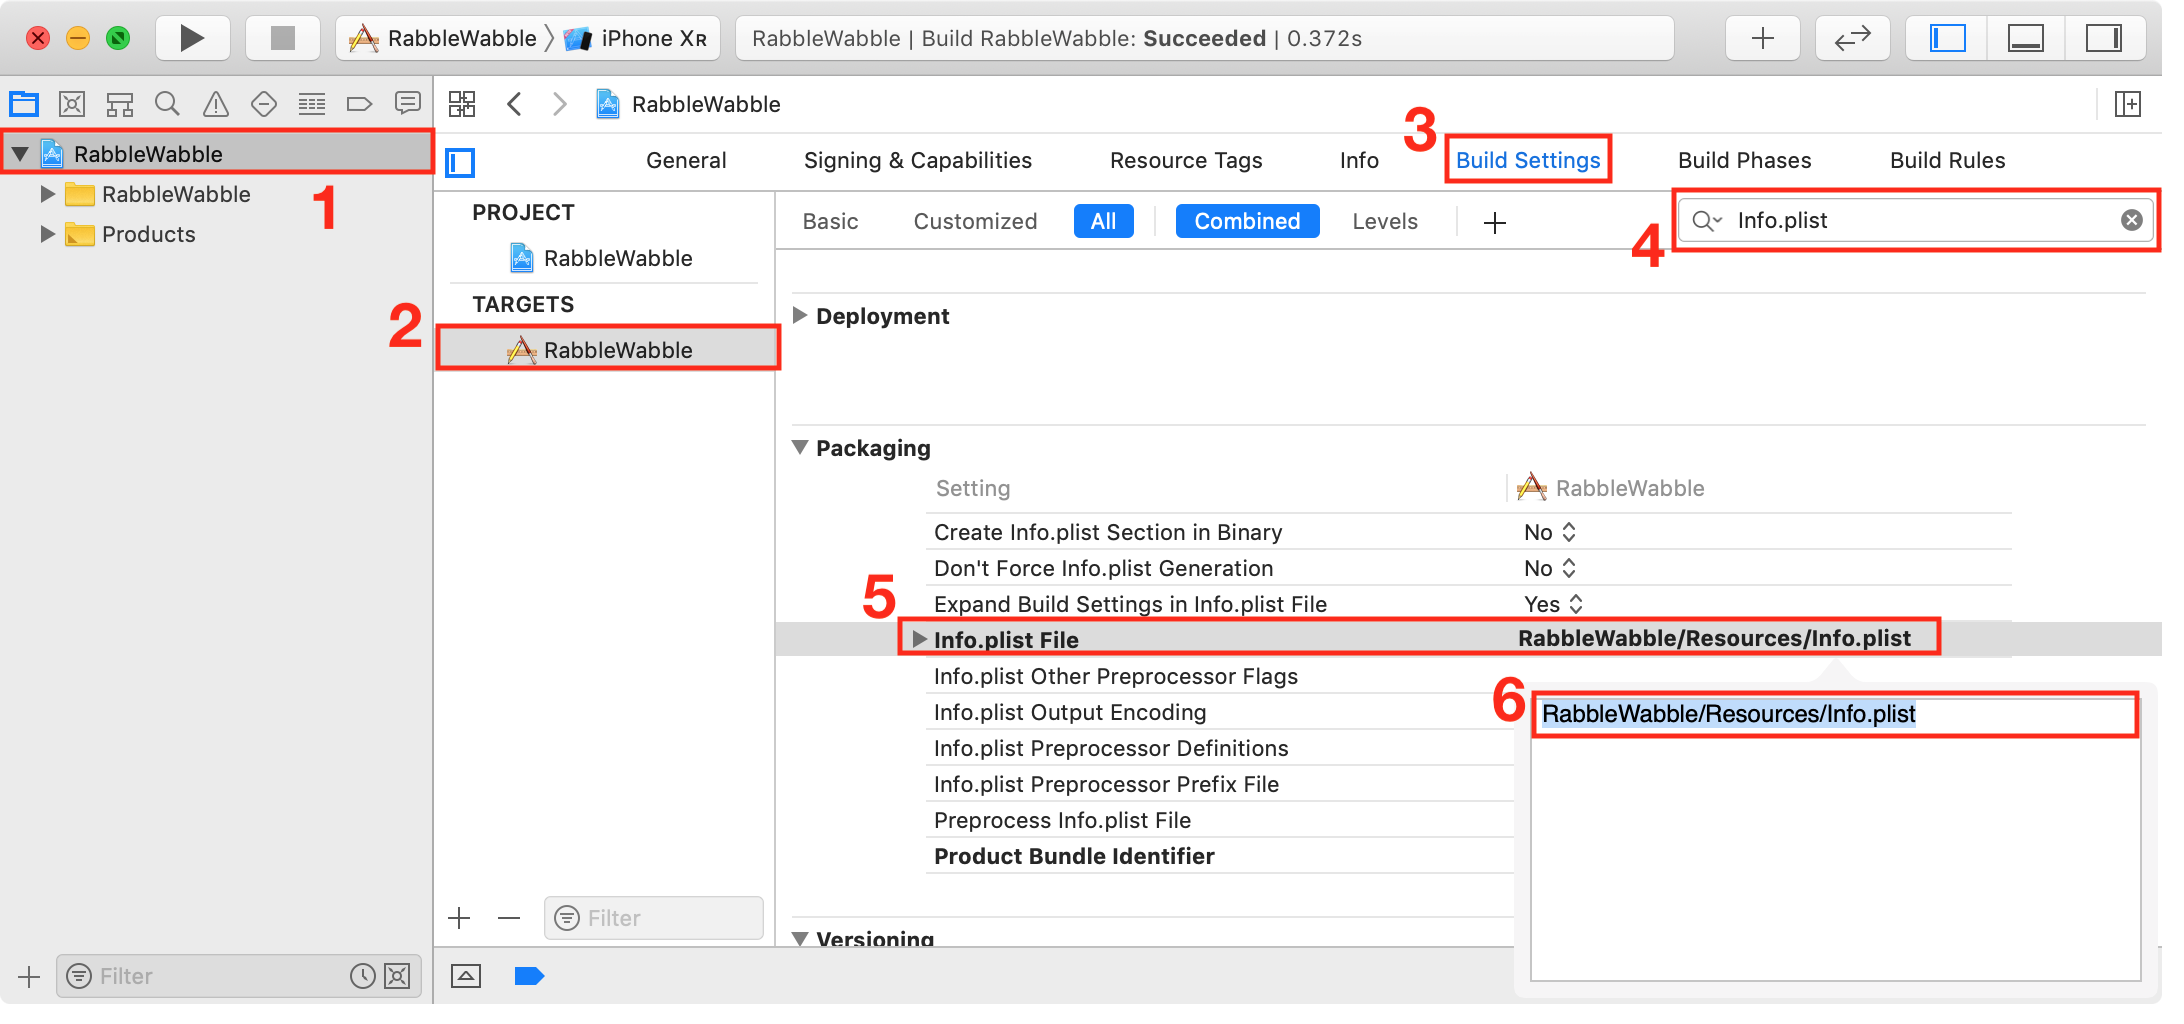 RabbleWabble iPhone XR
RabbleWabble | Build RabbleWabble: Succeeded | 0.372s
RabbleWabble
RabbleWabble
Products
1
RabbleWabble
3
General Signing & Capabilities Resource Tags Info Build Settings Build Phases Build Rules
PROJECT
RabbleWabble
TARGETS
2
RabbleWabble
Basic Customized All Combined Levels
4
Info.plist
Deployment
Packaging
Setting RabbleWabble
Create Info.plist Section in Binary No
Don't Force Info.plist Generation No
5
Expand Build Settings in Info.plist File Yes
Info.plist File RabbleWabble/Resources/Info.plist
Info.plist Other Preprocessor Flags
6
RabbleWabble/Resources/Info.plist
Info.plist Output Encoding
Info.plist Preprocessor Definitions
Info.plist Preprocessor Prefix File
Preprocess Info.plist File
Product Bundle Identifier
Versioning
Filter
Filter